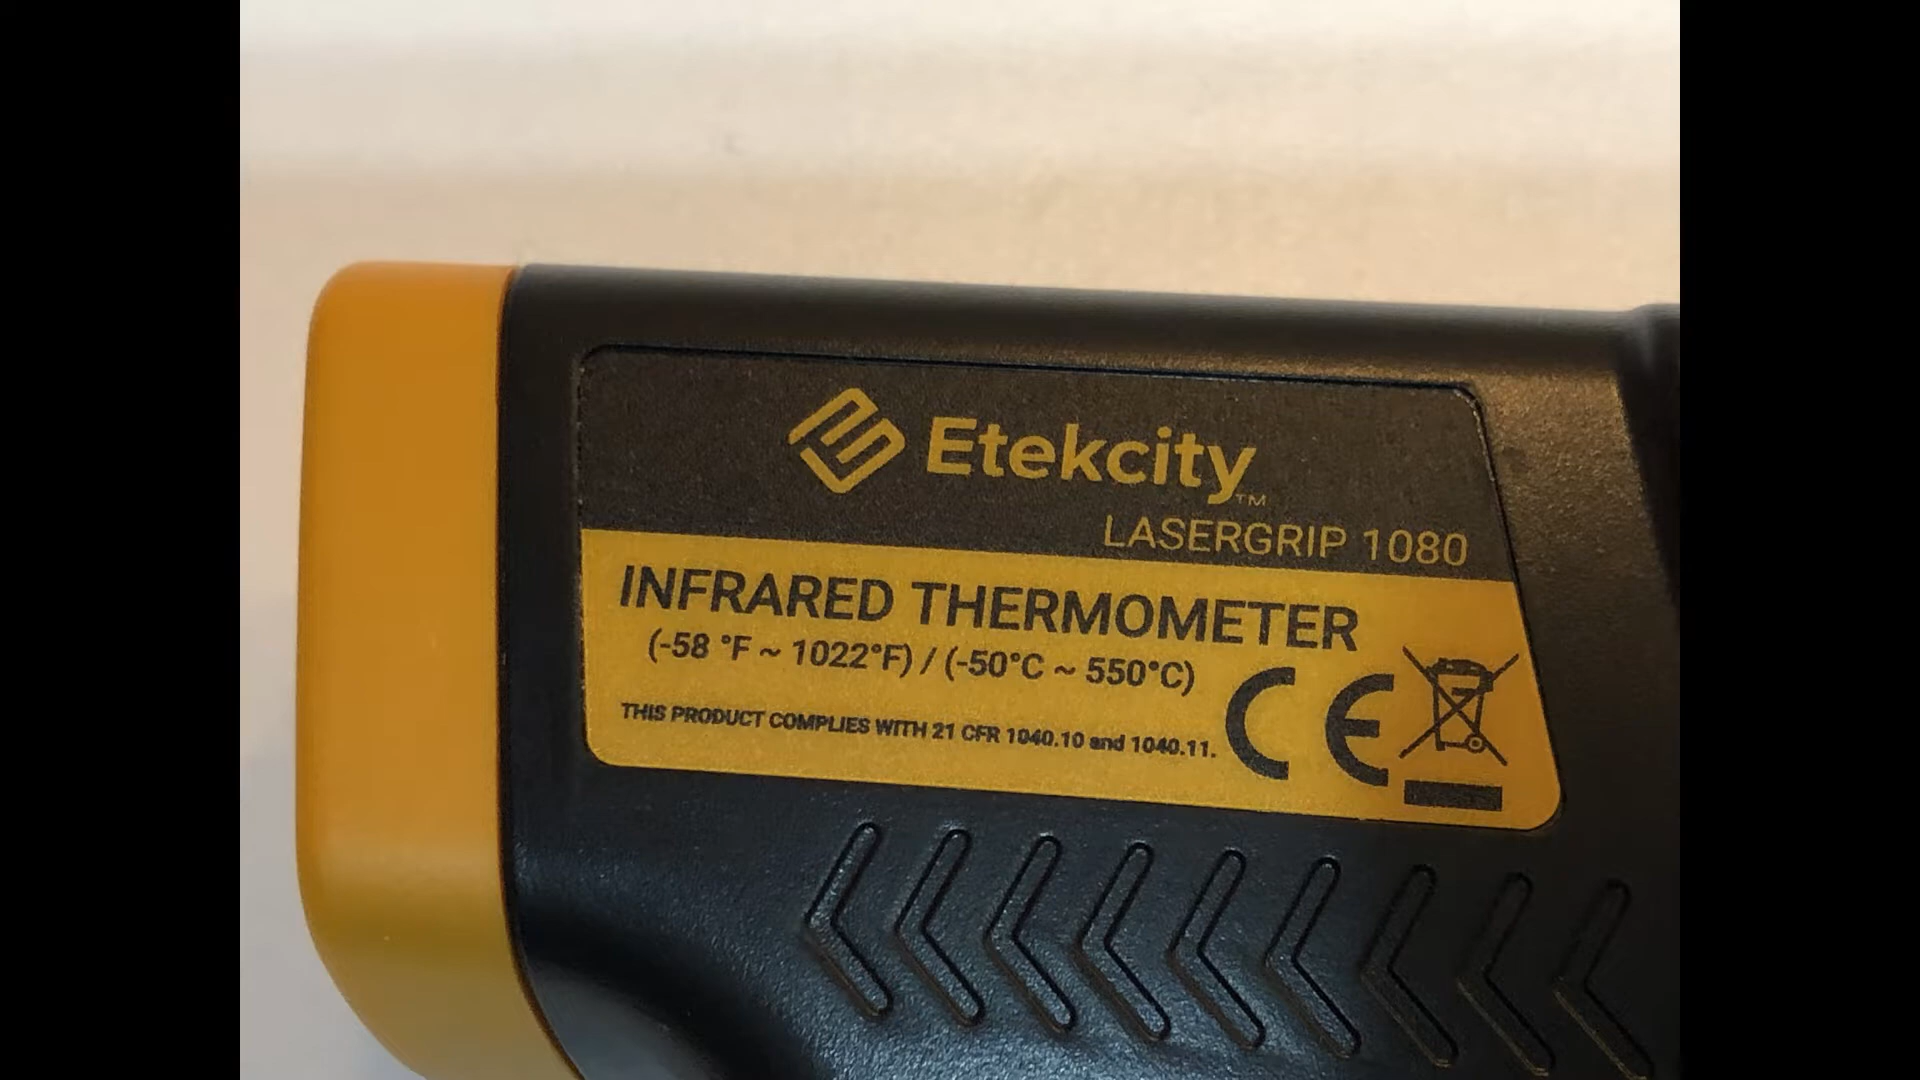 Etekcity™
LASERGRIP 1080
INFRARED THERMOMETER
(-58 °F ~ 1022°F) / (-50°C ~ 550°C)
THIS PRODUCT COMPLIES WITH 21 CFR 1040.10 and 1040.11.
CE